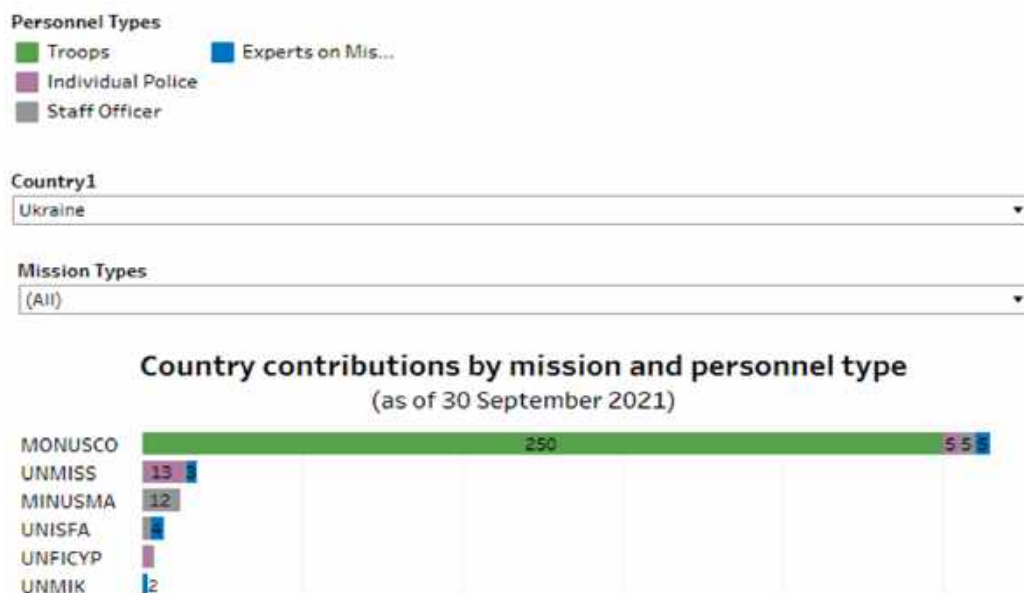 Personnel Types
Troops Experts on Mis...
Individual Police
Staff Officer
Country1
Ukraine
Mission Types
(All)
Country contributions by mission and personnel type
(as of 30 September 2021)
MONUSCO 250 5 5
UNMISS 13 3
MINUSMA 12
UNISFA
UNFICYP
UNMIK 2